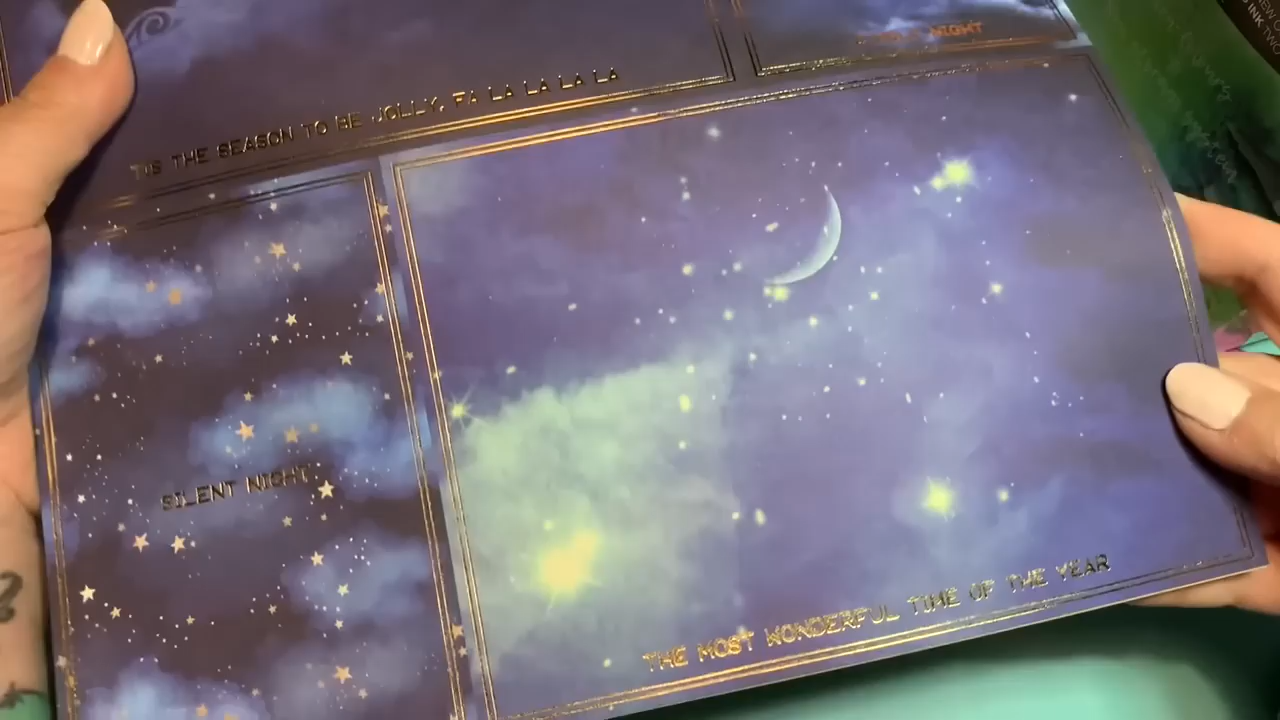 'TIS THE SEASON TO BE JOLLY, FA LA LA LA LA
NIGHT
SILENT NIGHT
THE MOST WONDERFUL TIME OF THE YEAR